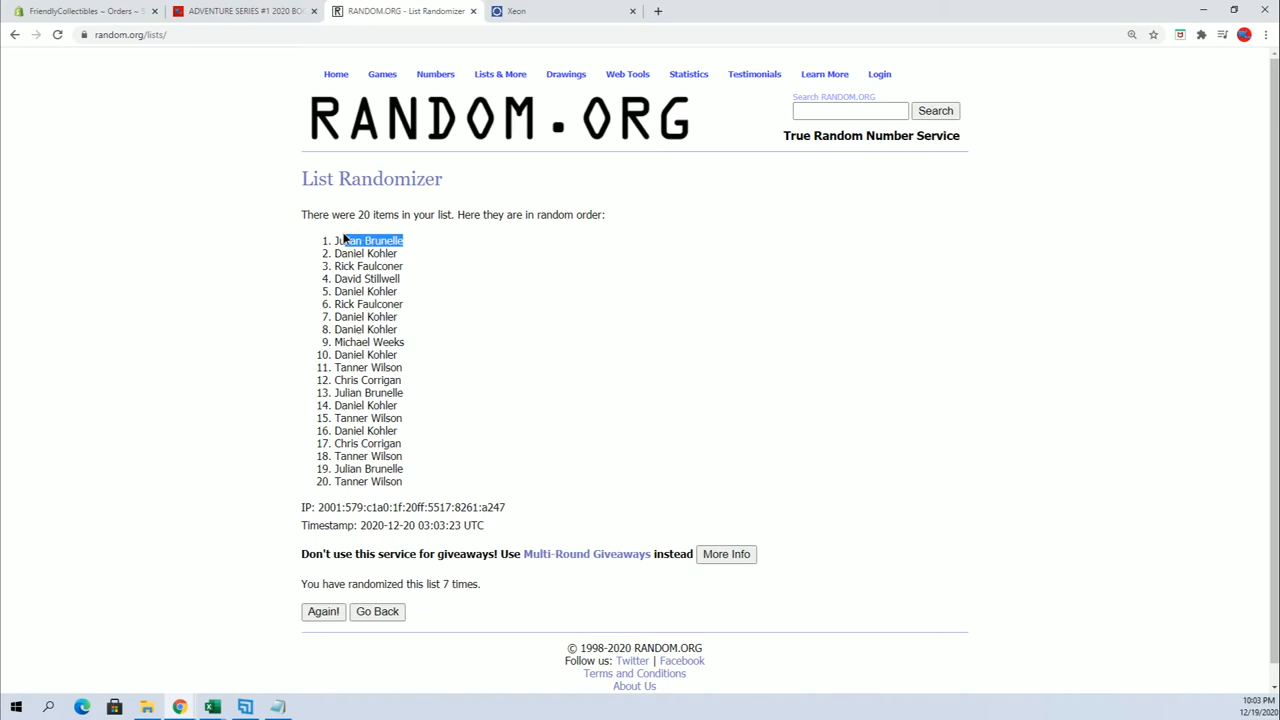 FriendlyCollectibles ~ Orders ~ S
ADVENTURE SERIES #1 2020 BO
RANDOM.ORG - List Randomizer
Xeon
random.org/lists/
Home Games Numbers Lists & More Drawings Web Tools Statistics Testimonials Learn More Login
RANDOM.ORG
Search RANDOM.ORG
Search
True Random Number Service
List Randomizer
There were 20 items in your list. Here they are in random order:
1. Julian Brunelle
2. Daniel Kohler
3. Rick Faulconer
4. David Stillwell
5. Daniel Kohler
6. Rick Faulconer
7. Daniel Kohler
8. Daniel Kohler
9. Michael Weeks
10. Daniel Kohler
11. Tanner Wilson
12. Chris Corrigan
13. Julian Brunelle
14. Daniel Kohler
15. Tanner Wilson
16. Daniel Kohler
17. Chris Corrigan
18. Tanner Wilson
19. Julian Brunelle
20. Tanner Wilson
IP: 2001:579:c1a0:1f:20ff:5517:8261:a247
Timestamp: 2020-12-20 03:03:23 UTC
Don't use this service for giveaways! Use Multi-Round Giveaways instead More Info
You have randomized this list 7 times.
Again! Go Back
© 1998-2020 RANDOM.ORG
Follow us: Twitter | Facebook
Terms and Conditions
About Us
10:03 PM
12/19/2020